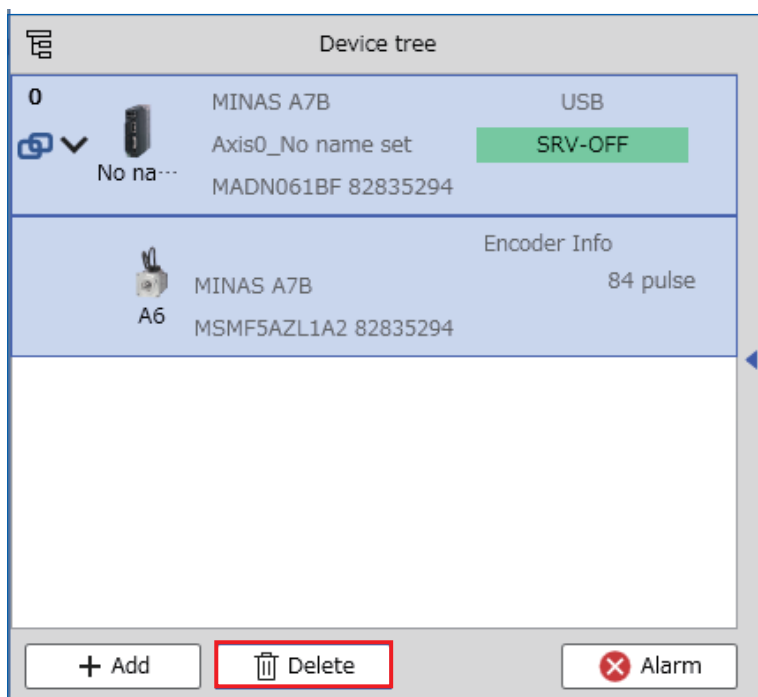 Device tree
0
MINAS A7B
USB
Axis0_No name set
SRV-OFF
No na…
MADN061BF 82835294
Encoder Info
MINAS A7B
84 pulse
A6
MSMF5AZL1A2 82835294
+ Add
Delete
Alarm